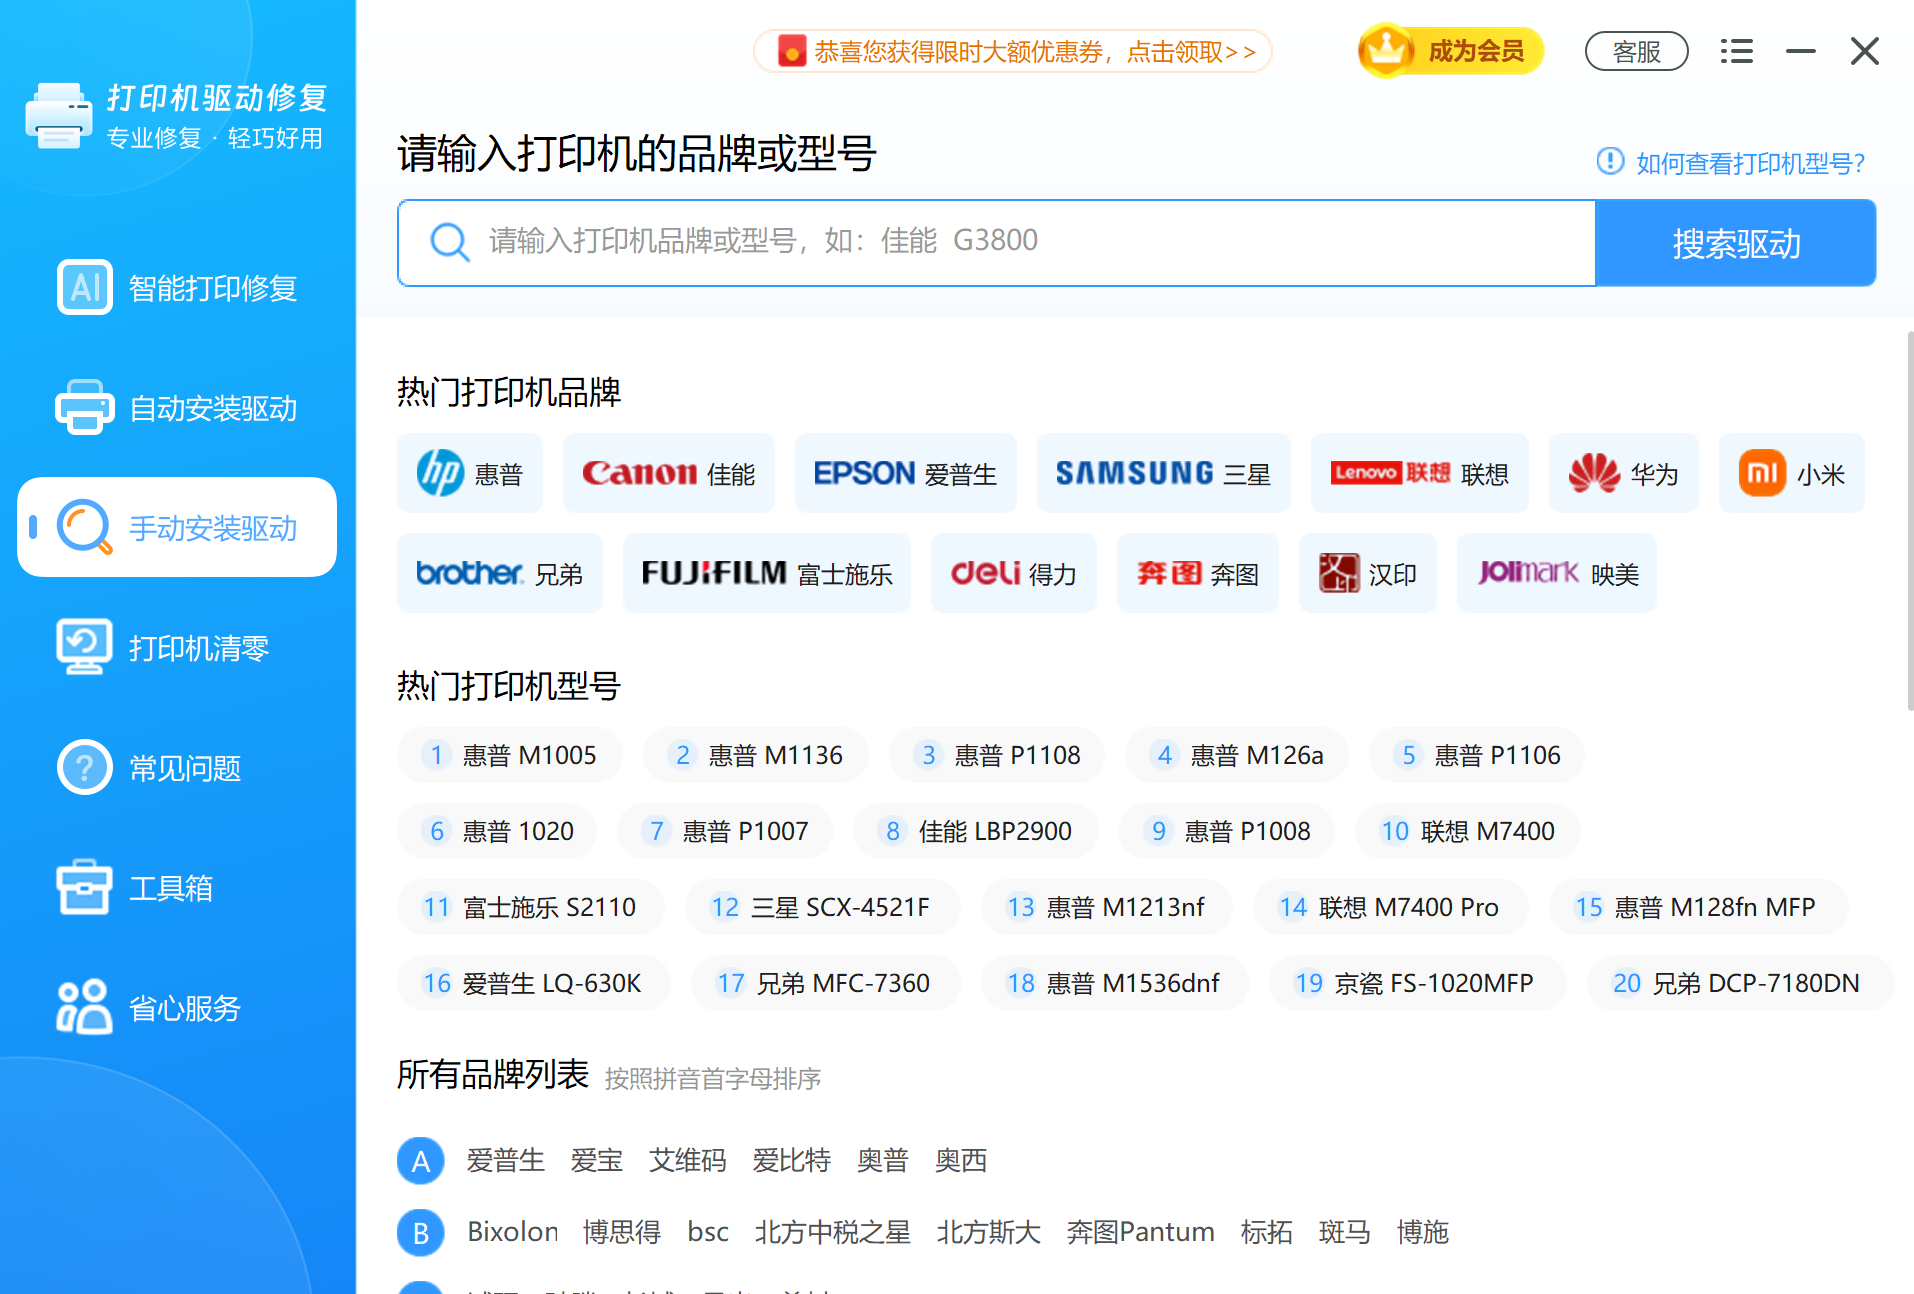 打印机驱动修复
专业修复 · 轻巧好用
恭喜您获得限时大额优惠券，点击领取>>
成为会员
客服
AI 智能打印修复
自动安装驱动
手动安装驱动
打印机清零
常见问题
工具箱
省心服务
请输入打印机的品牌或型号
如何查看打印机型号?
请输入打印机品牌或型号，如：佳能 G3800
搜索驱动
热门打印机品牌
hp 惠普 Canon 佳能 EPSON 爱普生 SAMSUNG 三星 Lenovo联想 联想 华为 mi 小米
brother 兄弟 FUJIFILM 富士施乐 deli 得力 奔图 奔图 汉印 汉印 Jolimark 映美
热门打印机型号
1 惠普 M1005 2 惠普 M1136 3 惠普 P1108 4 惠普 M126a 5 惠普 P1106
6 惠普 1020 7 惠普 P1007 8 佳能 LBP2900 9 惠普 P1008 10 联想 M7400
11 富士施乐 S2110 12 三星 SCX-4521F 13 惠普 M1213nf 14 联想 M7400 Pro 15 惠普 M128fn MFP
16 爱普生 LQ-630K 17 兄弟 MFC-7360 18 惠普 M1536dnf 19 京瓷 FS-1020MFP 20 兄弟 DCP-7180DN
所有品牌列表 按照拼音首字母排序
A 爱普生 爱宝 艾维码 爱比特 奥普 奥西
B Bixolon 博思得 bsc 北方中税之星 北方斯大 奔图Pantum 标拓 斑马 博施